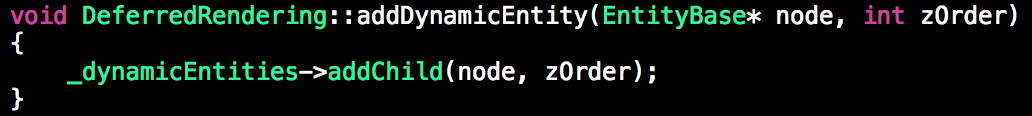 void DeferredRendering::addDynamicEntity(EntityBase* node, int zOrder)
{
    _dynamicEntities->addChild(node, zOrder);
}